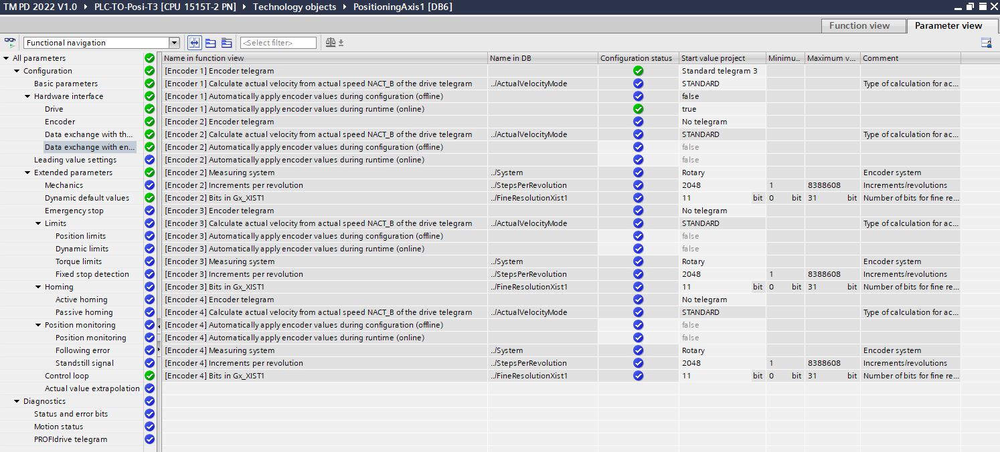 TM PD 2022 V1.0 PLC-TO-Posi-T3 [CPU 1515T-2 PN] Technology objects PositioningAxis1 [DB6]
Function view Parameter view
Functional navigation <Select filter>
All parameters
Configuration
Basic parameters
Hardware interface
Drive
Encoder
Data exchange with th...
Data exchange with en...
Leading value settings
Extended parameters
Mechanics
Dynamic default values
Emergency stop
Limits
Position limits
Dynamic limits
Torque limits
Fixed stop detection
Homing
Active homing
Passive homing
Position monitoring
Position monitoring
Following error
Standstill signal
Control loop
Actual value extrapolation
Diagnostics
Status and error bits
Motion status
PROFIdrive telegram
Name in function view Name in DB Configuration status Start value project Minimu... Maximum v... Comment
[Encoder 1] Encoder telegram Standard telegram 3
[Encoder 1] Calculate actual velocity from actual speed NACT_B of the drive telegram ../ActualVelocityMode STANDARD Type of calculation for ac...
[Encoder 1] Automatically apply encoder values during configuration (offline) false
[Encoder 1] Automatically apply encoder values during runtime (online) true
[Encoder 2] Encoder telegram No telegram
[Encoder 2] Calculate actual velocity from actual speed NACT_B of the drive telegram ../ActualVelocityMode STANDARD Type of calculation for ac...
[Encoder 2] Automatically apply encoder values during configuration (offline) false
[Encoder 2] Automatically apply encoder values during runtime (online) false
[Encoder 2] Measuring system ../System Rotary Encoder system
[Encoder 2] Increments per revolution ../StepsPerRevolution 2048 1 8388608 Increments/revolutions
[Encoder 2] Bits in Gx_XIST1 ../FineResolutionXist1 11 bit 0 bit 31 bit Number of bits for fine re...
[Encoder 3] Encoder telegram No telegram
[Encoder 3] Calculate actual velocity from actual speed NACT_B of the drive telegram ../ActualVelocityMode STANDARD Type of calculation for ac...
[Encoder 3] Automatically apply encoder values during configuration (offline) false
[Encoder 3] Automatically apply encoder values during runtime (online) false
[Encoder 3] Measuring system ../System Rotary Encoder system
[Encoder 3] Increments per revolution ../StepsPerRevolution 2048 1 8388608 Increments/revolutions
[Encoder 3] Bits in Gx_XIST1 ../FineResolutionXist1 11 bit 0 bit 31 bit Number of bits for fine re...
[Encoder 4] Encoder telegram No telegram
[Encoder 4] Calculate actual velocity from actual speed NACT_B of the drive telegram ../ActualVelocityMode STANDARD Type of calculation for ac...
[Encoder 4] Automatically apply encoder values during configuration (offline) false
[Encoder 4] Automatically apply encoder values during runtime (online) false
[Encoder 4] Measuring system ../System Rotary Encoder system
[Encoder 4] Increments per revolution ../StepsPerRevolution 2048 1 8388608 Increments/revolutions
[Encoder 4] Bits in Gx_XIST1 ../FineResolutionXist1 11 bit 0 bit 31 bit Number of bits for fine re...